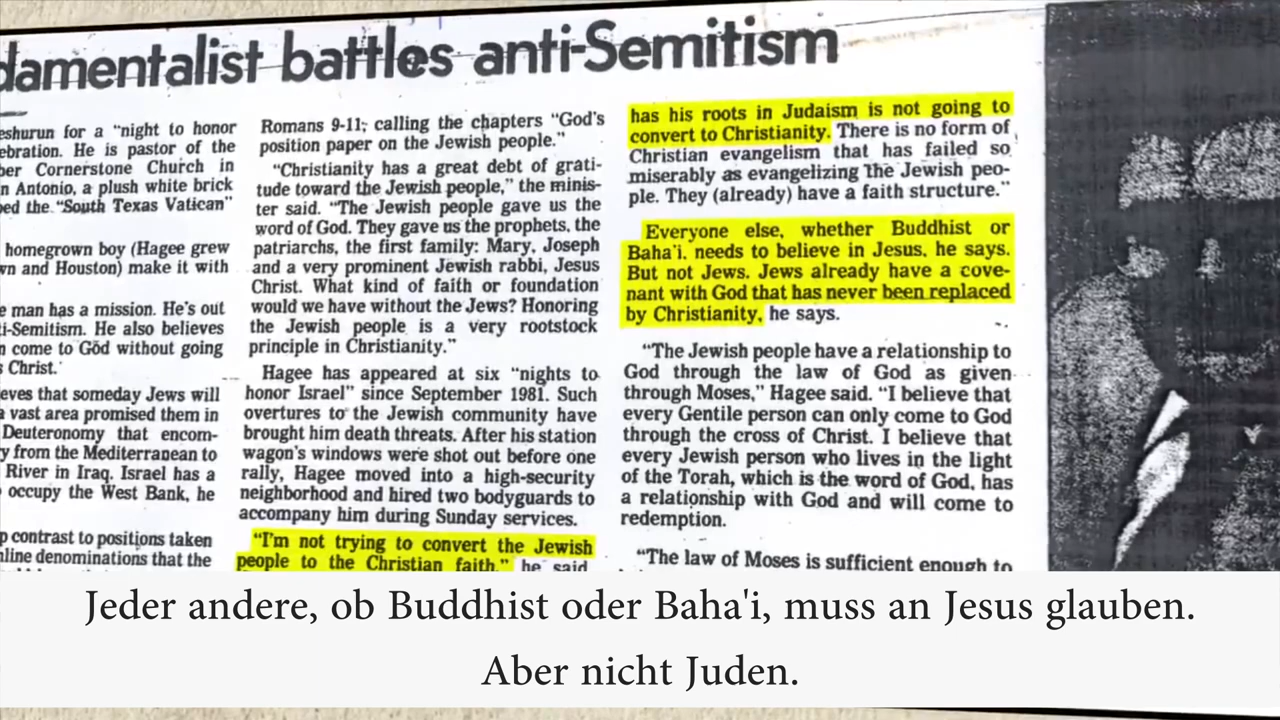 damentalist battles anti-Semitism
eshurun for a "night to honor
ebration. He is pastor of the
ber Cornerstone Church in
n Antonio, a plush white brick
bed the "South Texas Vatican"
homegrown boy (Hagee grew
wn and Houston) make it with
e man has a mission. He's out
ti-Semitism. He also believes
n come to God without going
s Christ.
eves that someday Jews will
a vast area promised them in
Deuteronomy that encom-
y from the Mediterranean to
River in Iraq. Israel has a
occupy the West Bank, he
p contrast to positions taken
nline denominations that the
Romans 9-11; calling the chapters "God's
position paper on the Jewish people."
"Christianity has a great debt of grati-
tude toward the Jewish people," the minis-
ter said. "The Jewish people gave us the
word of God. They gave us the prophets, the
patriarchs, the first family: Mary, Joseph
and a very prominent Jewish rabbi, Jesus
Christ. What kind of faith or foundation
would we have without the Jews? Honoring
the Jewish people is a very rootstock
principle in Christianity."
Hagee has appeared at six "nights to
honor Israel" since September 1981. Such
overtures to the Jewish community have
brought him death threats. After his station
wagon's windows were shot out before one
rally, Hagee moved into a high-security
neighborhood and hired two bodyguards to
accompany him during Sunday services.
"I'm not trying to convert the Jewish
people to the Christian faith," he said
has his roots in Judaism is not going to
convert to Christianity. There is no form of
Christian evangelism that has failed so
miserably as evangelizing the Jewish peo-
ple. They (already) have a faith structure."
Everyone else, whether Buddhist or
Baha'i, needs to believe in Jesus, he says.
But not Jews. Jews already have a cove-
nant with God that has never been replaced
by Christianity, he says.
"The Jewish people have a relationship to
God through the law of God as given
through Moses," Hagee said. "I believe that
every Gentile person can only come to God
through the cross of Christ. I believe that
every Jewish person who lives in the light
of the Torah, which is the word of God, has
a relationship with God and will come to
redemption.
"The law of Moses is sufficient enough to
Jeder andere, ob Buddhist oder Baha'i, muss an Jesus glauben.
Aber nicht Juden.